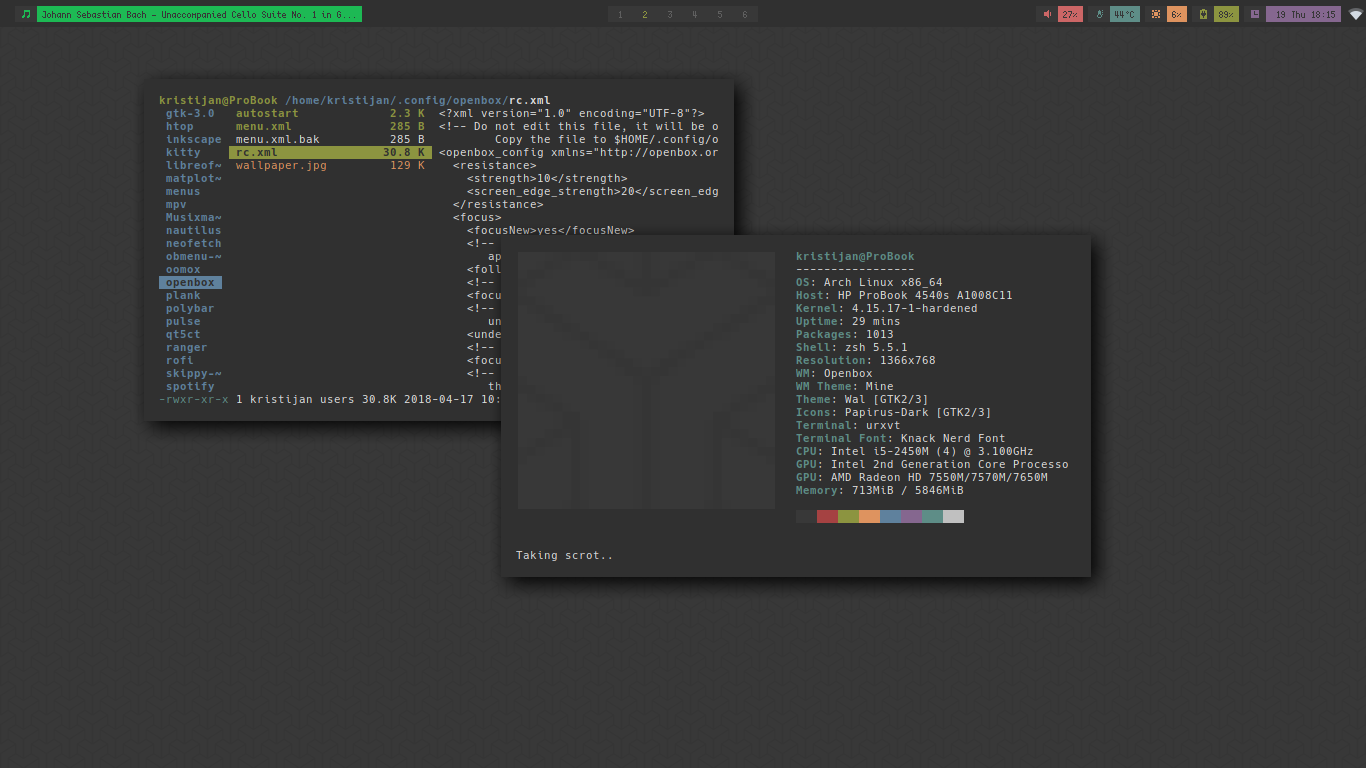 Johann Sebastian Bach - Unaccompanied Cello Suite No. 1 in G...
1 2 3 4 5 6
27% 44°C 6% 89% 19 Thu 18:15
kristijan@ProBook /home/kristijan/.config/openbox/rc.xml
gtk-3.0 autostart 2.3 K <?xml version="1.0" encoding="UTF-8"?>
htop menu.xml 285 B <!-- Do not edit this file, it will be o
inkscape menu.xml.bak 285 B Copy the file to $HOME/.config/o
kitty rc.xml 30.8 K <openbox_config xmlns="http://openbox.or
libreof~ wallpaper.jpg 129 K <resistance>
matplot~ <strength>10</strength>
menus <screen_edge_strength>20</screen_edg
mpv </resistance>
Musixma~ <focus>
nautilus <focusNew>yes</focusNew>
neofetch <!--
obmenu-~ ap
oomox <foll
openbox <!--
plank <focu
polybar <!--
pulse un
qt5ct <unde
ranger <!--
rofi <focu
skippy-~ <!--
spotify th
-rwxr-xr-x 1 kristijan users 30.8K 2018-04-17 10:
kristijan@ProBook
-----------------
OS: Arch Linux x86_64
Host: HP ProBook 4540s A1008C11
Kernel: 4.15.17-1-hardened
Uptime: 29 mins
Packages: 1013
Shell: zsh 5.5.1
Resolution: 1366x768
WM: Openbox
WM Theme: Mine
Theme: Wal [GTK2/3]
Icons: Papirus-Dark [GTK2/3]
Terminal: urxvt
Terminal Font: Knack Nerd Font
CPU: Intel i5-2450M (4) @ 3.100GHz
GPU: Intel 2nd Generation Core Processo
GPU: AMD Radeon HD 7550M/7570M/7650M
Memory: 713MiB / 5846MiB
Taking scrot..